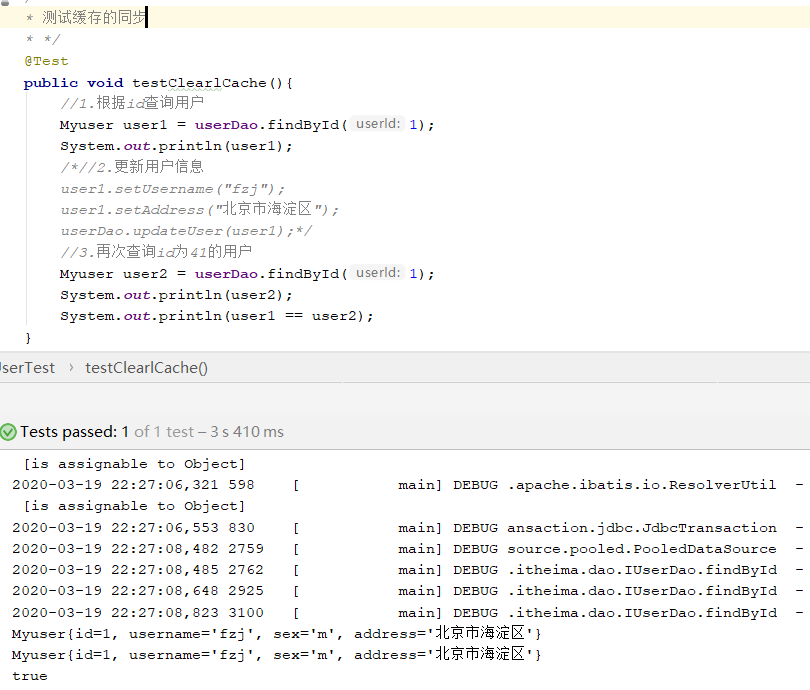 * 测试缓存的同步
* */
@Test
public void testClearlCache(){
//1.根据id查询用户
Myuser user1 = userDao.findById( userId: 1);
System.out.println(user1);
/*//2.更新用户信息
user1.setUsername("fzj");
user1.setAddress("北京市海淀区");
userDao.updateUser(user1);*/
//3.再次查询id为41的用户
Myuser user2 = userDao.findById( userId: 1);
System.out.println(user2);
System.out.println(user1 == user2);
}
UserTest › testClearlCache()
Tests passed: 1 of 1 test – 3 s 410 ms
[is assignable to Object]
2020-03-19 22:27:06,321 598 [ main] DEBUG .apache.ibatis.io.ResolverUtil -
[is assignable to Object]
2020-03-19 22:27:06,553 830 [ main] DEBUG ansaction.jdbc.JdbcTransaction -
2020-03-19 22:27:08,482 2759 [ main] DEBUG source.pooled.PooledDataSource -
2020-03-19 22:27:08,485 2762 [ main] DEBUG .itheima.dao.IUserDao.findById -
2020-03-19 22:27:08,648 2925 [ main] DEBUG .itheima.dao.IUserDao.findById -
2020-03-19 22:27:08,823 3100 [ main] DEBUG .itheima.dao.IUserDao.findById -
Myuser{id=1, username='fzj', sex='m', address='北京市海淀区'}
Myuser{id=1, username='fzj', sex='m', address='北京市海淀区'}
true